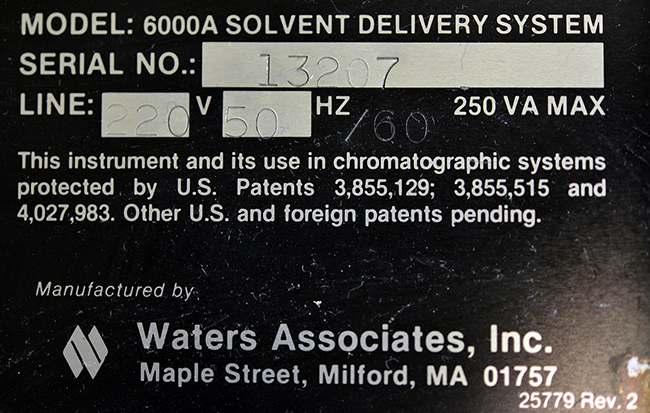 MODEL: 6000A SOLVENT DELIVERY SYSTEM
SERIAL NO.: 13207
LINE: 220 V 50 HZ /60 250 VA MAX
This instrument and its use in chromatographic systems
protected by U.S. Patents 3,855,129; 3,855,515 and
4,027,983. Other U.S. and foreign patents pending.
Manufactured by
Waters Associates, Inc.
Maple Street, Milford, MA 01757
25779 Rev. 2